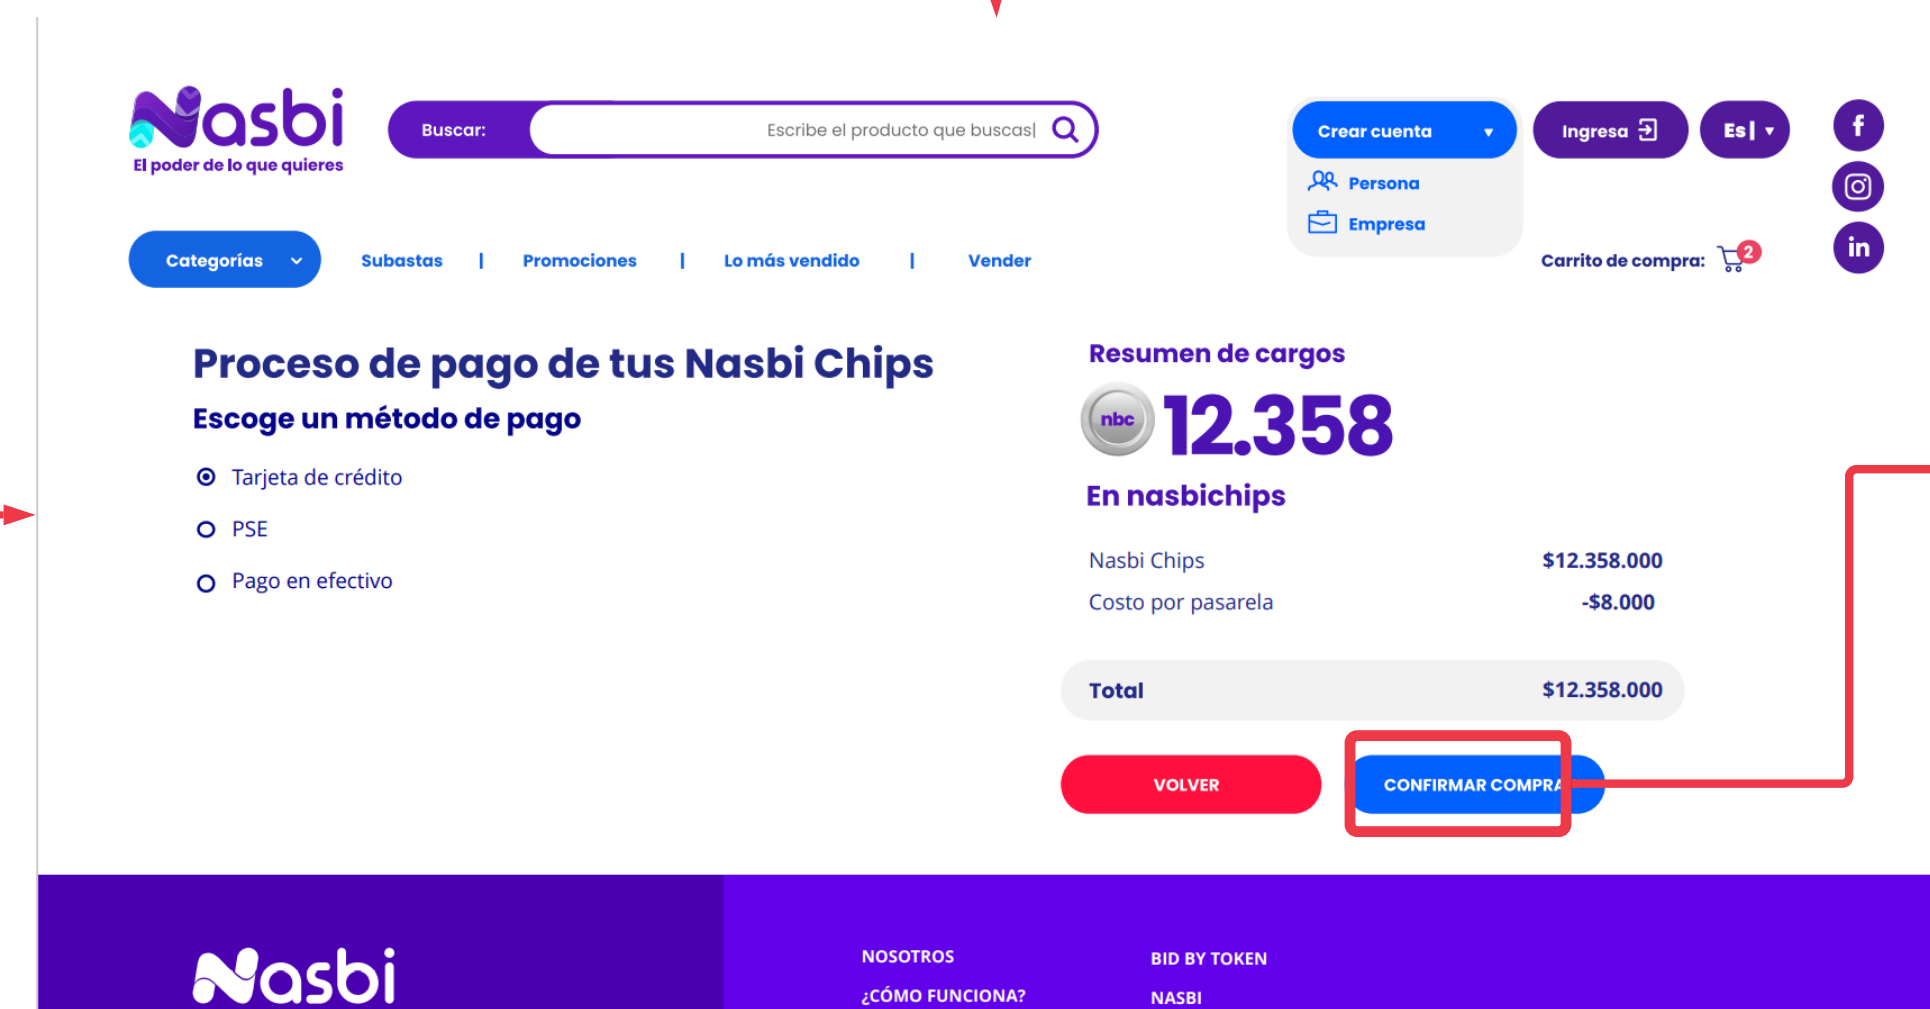 Nasbi
El poder de lo que quieres
Buscar:
Escribe el producto que buscas|
Crear cuenta
Persona
Empresa
Ingresa
Es|
Categorías
Subastas | Promociones | Lo más vendido | Vender
Carrito de compra: 2
Proceso de pago de tus Nasbi Chips
Escoge un método de pago
Tarjeta de crédito
PSE
Pago en efectivo
Resumen de cargos
nbc 12.358
En nasbichips
Nasbi Chips $12.358.000
Costo por pasarela -$8.000
Total $12.358.000
VOLVER
CONFIRMAR COMPRA
f
in
Nasbi
NOSOTROS
¿CÓMO FUNCIONA?
BID BY TOKEN
NASBI